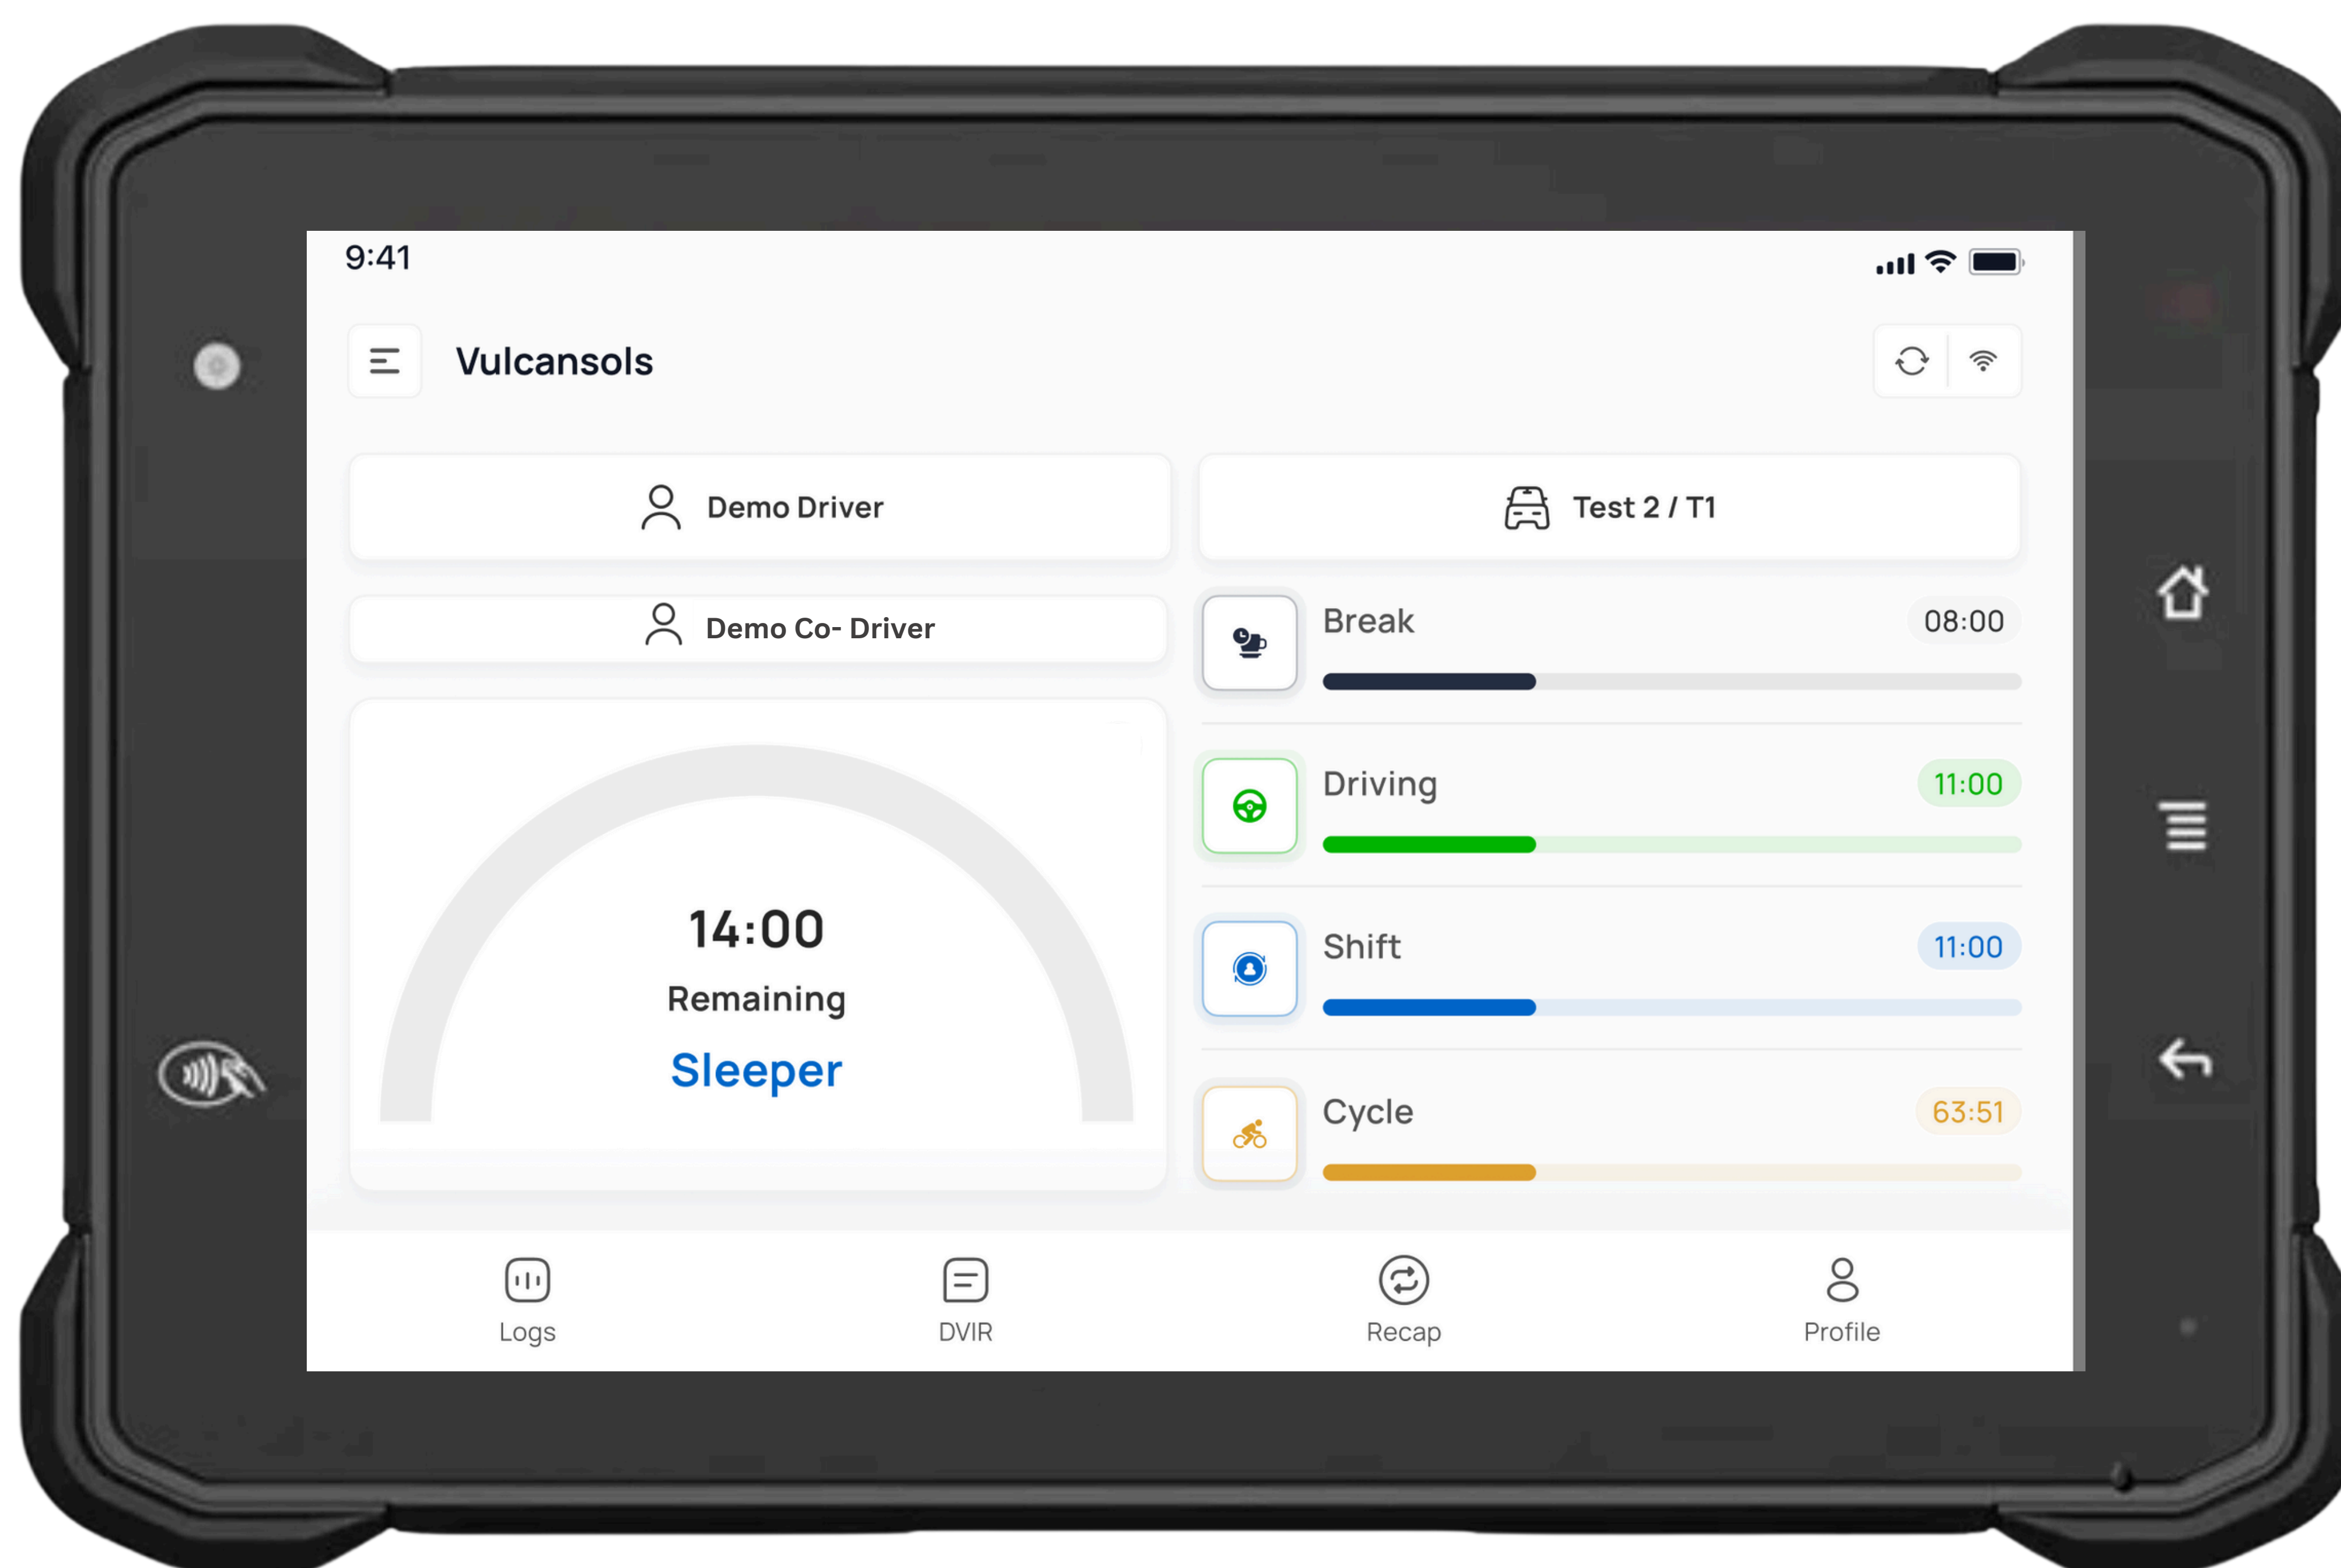 9:41
Vulcansols
Demo Driver
Test 2 / T1
Demo Co- Driver
14:00
Remaining
Sleeper
Break
08:00
Driving
11:00
Shift
11:00
Cycle
63:51
Logs
DVIR
Recap
Profile